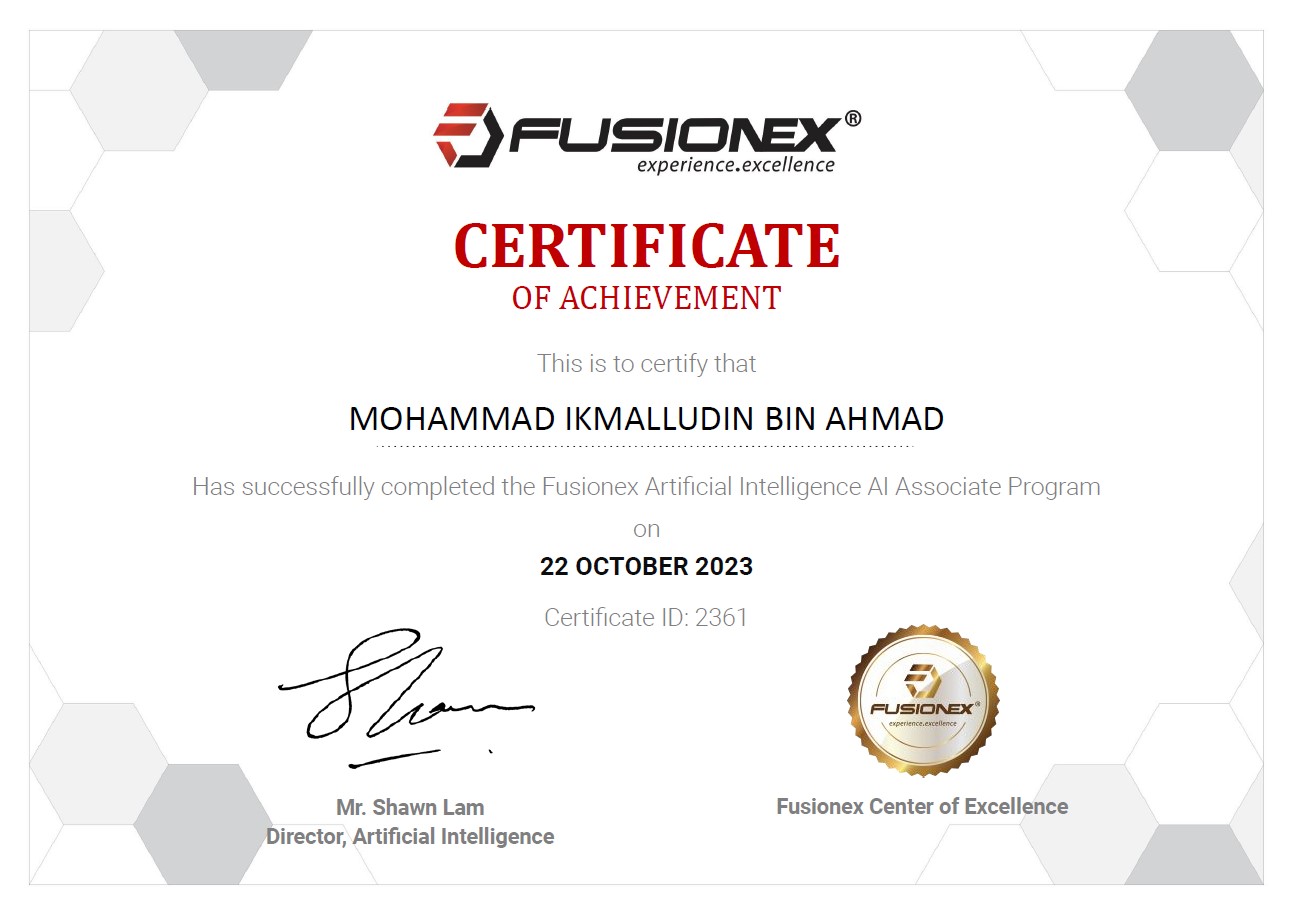 FUSIONEX®
experience.excellence
CERTIFICATE
OF ACHIEVEMENT
This is to certify that
MOHAMMAD IKMALLUDIN BIN AHMAD
Has successfully completed the Fusionex Artificial Intelligence AI Associate Program
on
22 OCTOBER 2023
Certificate ID: 2361
Shawn
FUSIONEX®
experience.excellence
Mr. Shawn Lam
Director, Artificial Intelligence
Fusionex Center of Excellence